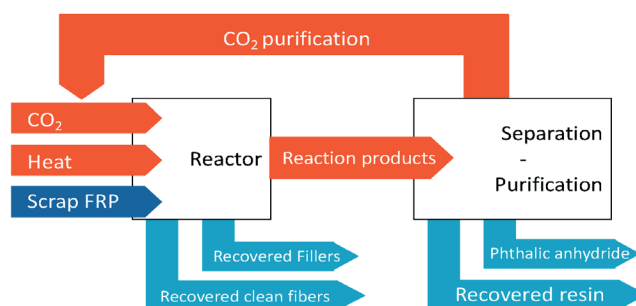 CO₂ purification
CO₂
Heat
Scrap FRP
Reactor
Reaction products
Separation
-
Purification
Recovered Fillers
Recovered clean fibers
Phthalic anhydride
Recovered resin